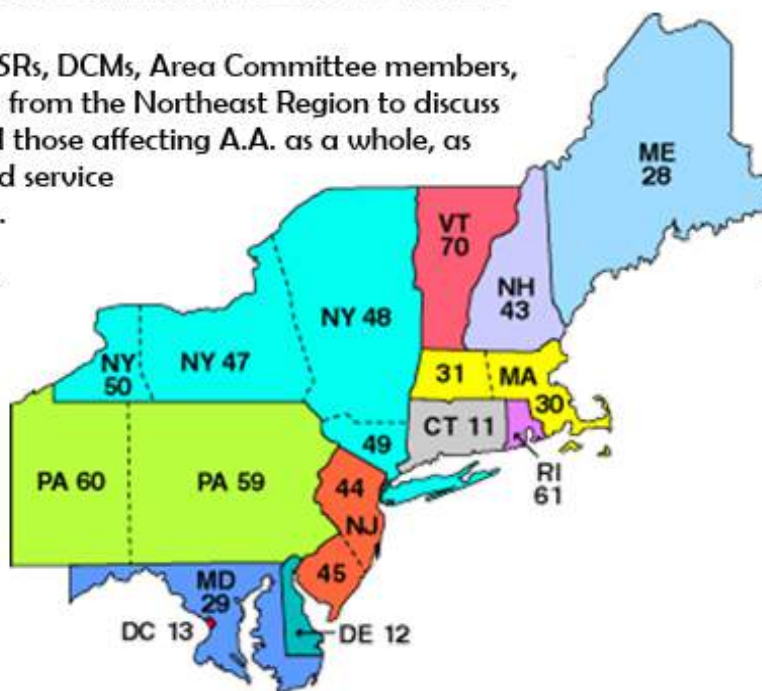 SRs, DCMs, Area Committee members,
from the Northeast Region to discuss
those affecting A.A. as a whole, as
service
.
ME
28
VT
70
NH
43
NY 48
NY 47
NY
50
31
MA
30
CT 11
49
RI
61
PA 60
PA 59
44
NJ
45
MD
29
DC 13
DE 12